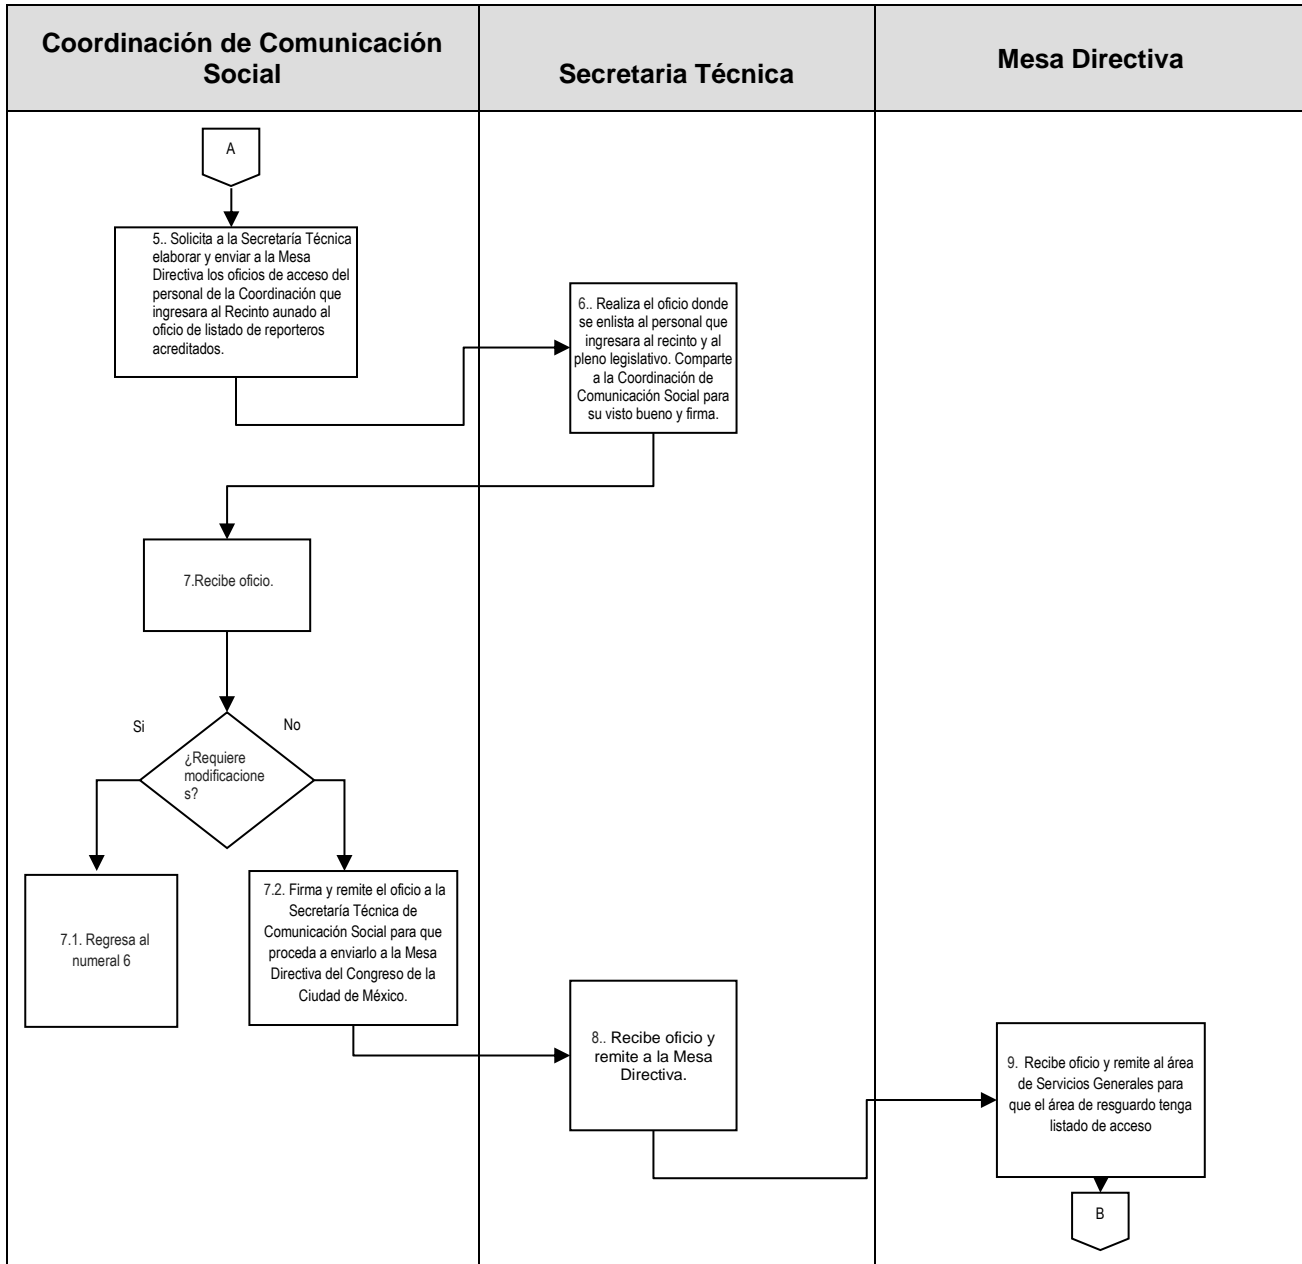 Coordinación de Comunicación
Social
Secretaria Técnica
Mesa Directiva
A
5.. Solicita a la Secretaría Técnica
elaborar y enviar a la Mesa
Directiva los oficios de acceso del
personal de la Coordinación que
ingresara al Recinto aunado al
oficio de listado de reporteros
acreditados.
6.. Realiza el oficio donde
se enlista al personal que
ingresara al recinto y al
pleno legislativo. Comparte
a la Coordinación de
Comunicación Social para
su visto bueno y firma.
7.Recibe oficio.
Si
No
¿Requiere
modificacione
s?
7.1. Regresa al
numeral 6
7.2. Firma y remite el oficio a la
Secretaría Técnica de
Comunicación Social para que
proceda a enviarlo a la Mesa
Directiva del Congreso de la
Ciudad de México.
8.. Recibe oficio y
remite a la Mesa
Directiva.
9. Recibe oficio y remite al área
de Servicios Generales para
que el área de resguardo tenga
listado de acceso
B